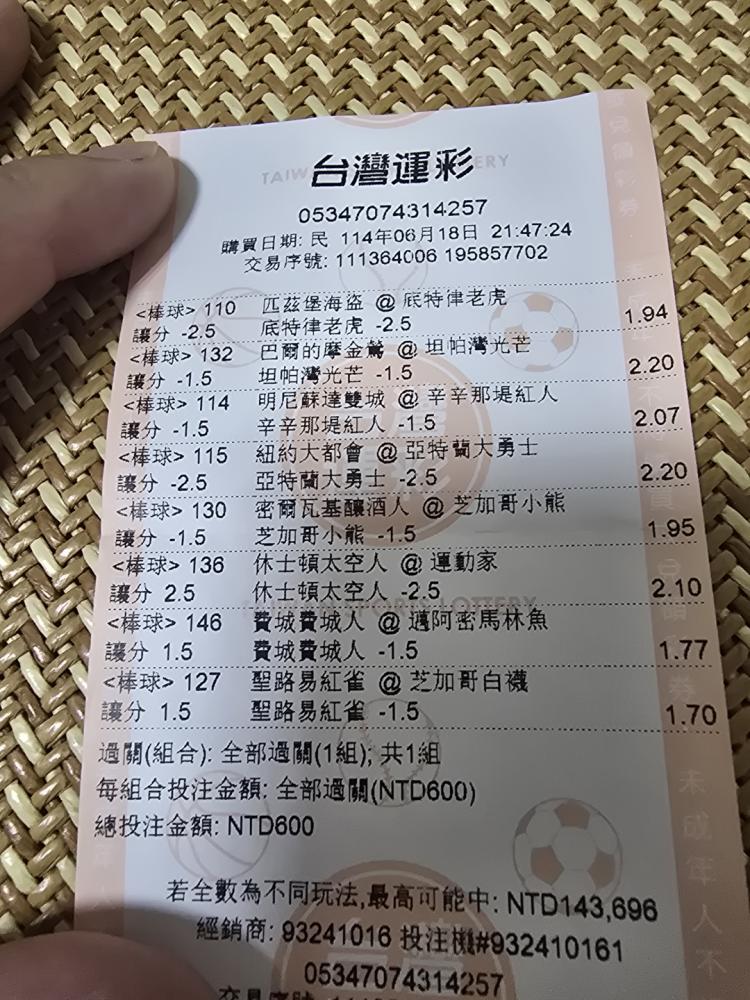 台灣運彩
05347074314257
購買日期: 民 114年06月18日 21:47:24
交易序號: 111364006 195857702
<棒球> 110 匹茲堡海盜 @ 底特律老虎
讓分 -2.5 底特律老虎 -2.5 1.94
<棒球> 132 巴爾的摩金鶯 @ 坦帕灣光芒
讓分 -1.5 坦帕灣光芒 -1.5 2.20
<棒球> 114 明尼蘇達雙城 @ 辛辛那堤紅人
讓分 -1.5 辛辛那堤紅人 -1.5 2.07
<棒球> 115 紐約大都會 @ 亞特蘭大勇士
讓分 -2.5 亞特蘭大勇士 -2.5 2.20
<棒球> 130 密爾瓦基釀酒人 @ 芝加哥小熊
讓分 -1.5 芝加哥小熊 -1.5 1.95
<棒球> 136 休士頓太空人 @ 運動家
讓分 2.5 休士頓太空人 -2.5 2.10
<棒球> 146 費城費城人 @ 邁阿密馬林魚
讓分 1.5 費城費城人 -1.5 1.77
<棒球> 127 聖路易紅雀 @ 芝加哥白襪
讓分 1.5 聖路易紅雀 -1.5 1.70
過關(組合): 全部過關(1組); 共1組
每組合投注金額: 全部過關(NTD600)
總投注金額: NTD600
若全數為不同玩法,最高可能中: NTD143,696
經銷商: 93241016 投注機#932410161
05347074314257